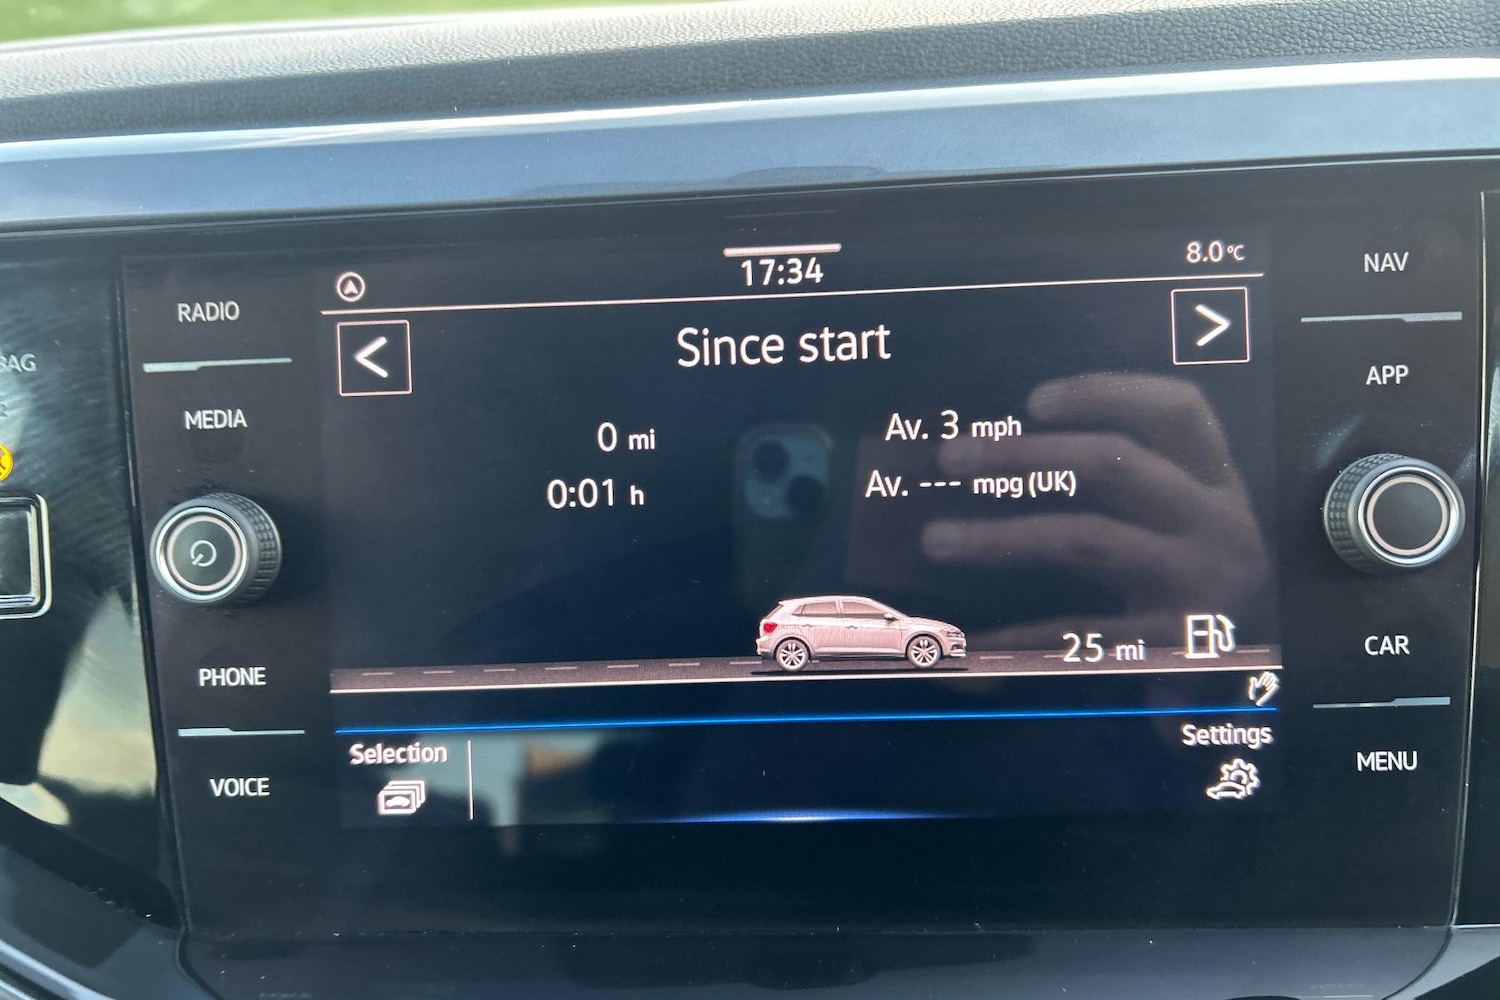 17:34
8.0°C
RADIO
MEDIA
PHONE
VOICE
< Since start >
0 mi
0:01 h
Av. 3 mph
Av. --- mpg (UK)
25 mi
Selection
Settings
NAV
APP
CAR
MENU